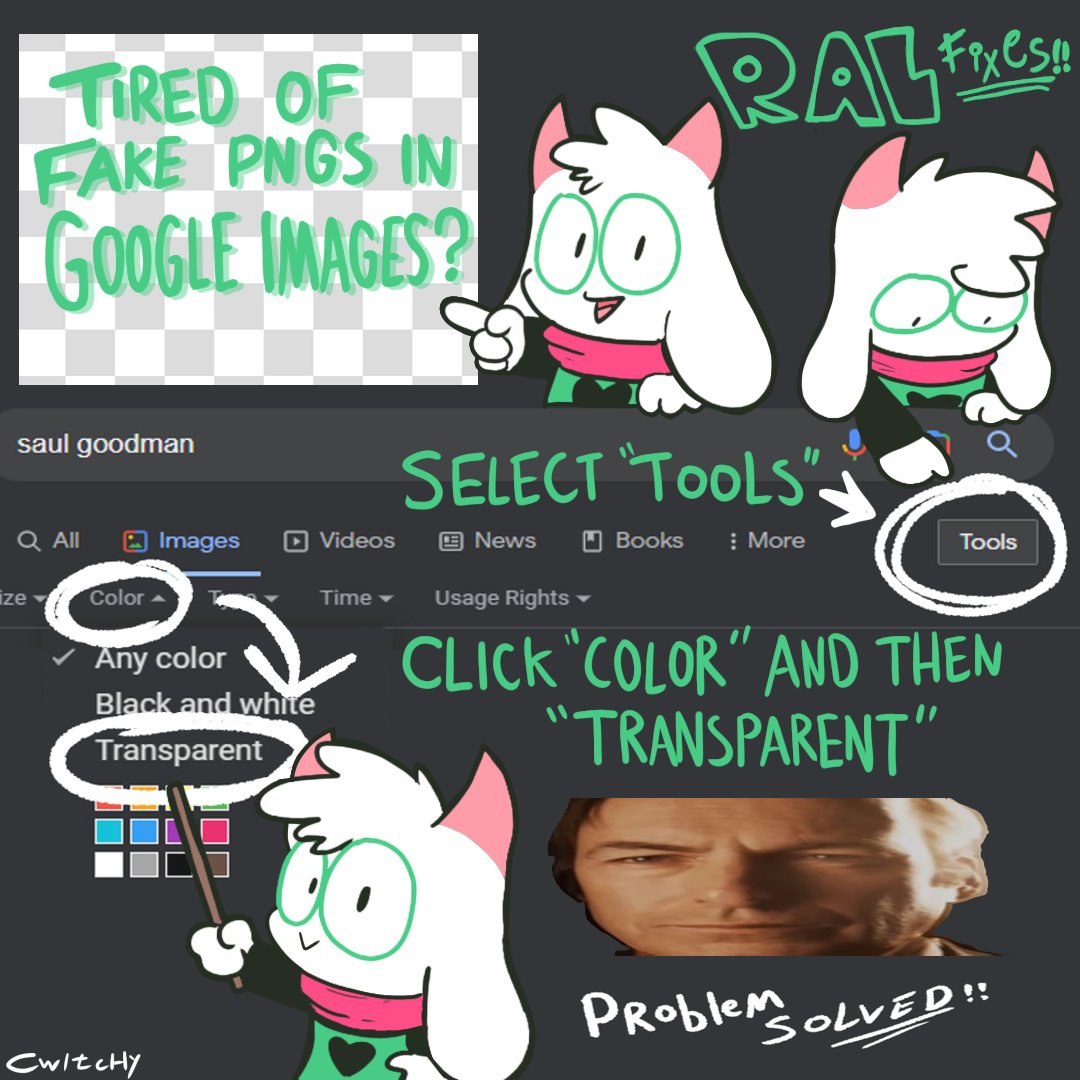 TIRED OF
FAKE PNGS IN
GOOGLE IMAGES?
RAL FIXES!!
saul goodman
SELECT "TOOLS"
All
Images
Videos
News
Books
More
Tools
ize
Color
Time
Usage Rights
Any color
Black and white
Transparent
CLICK "COLOR" AND THEN
"TRANSPARENT"
PROBLEM
SOLVED!!
CWITCHY